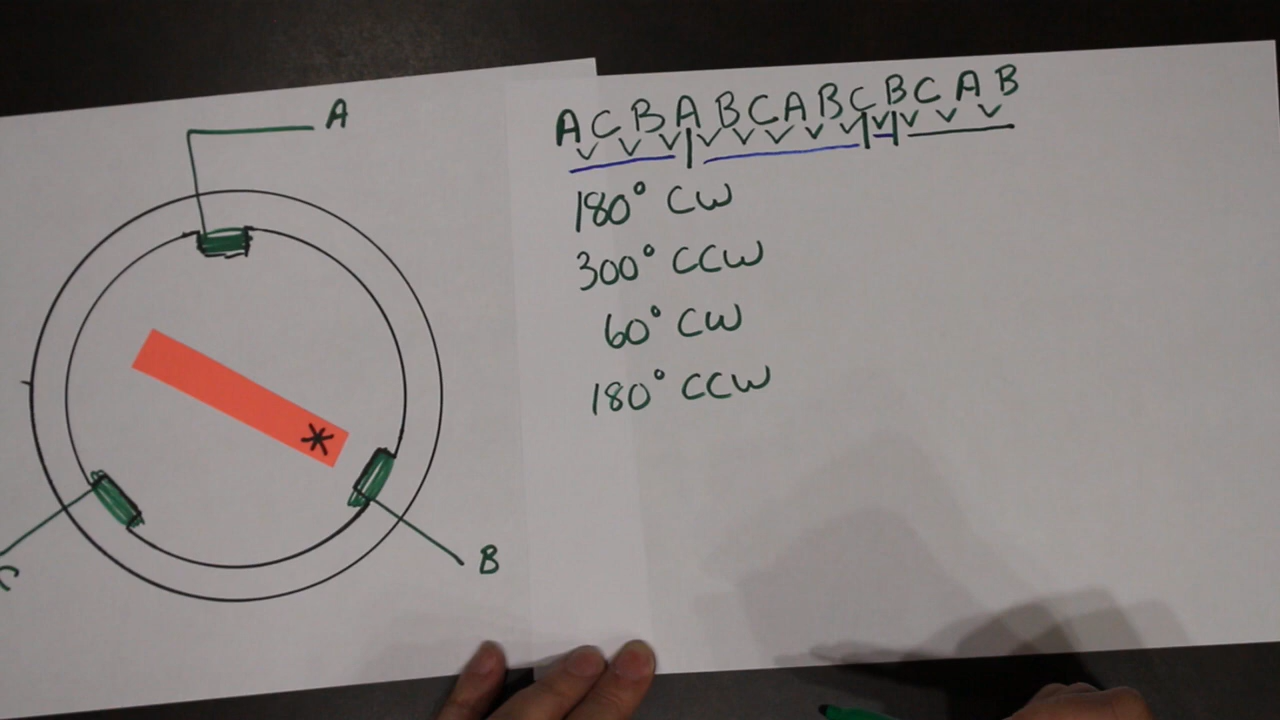 A
ACBABCABCBCAB
180° CW
300° CCW
60° CW
180° CCW
*
B
C